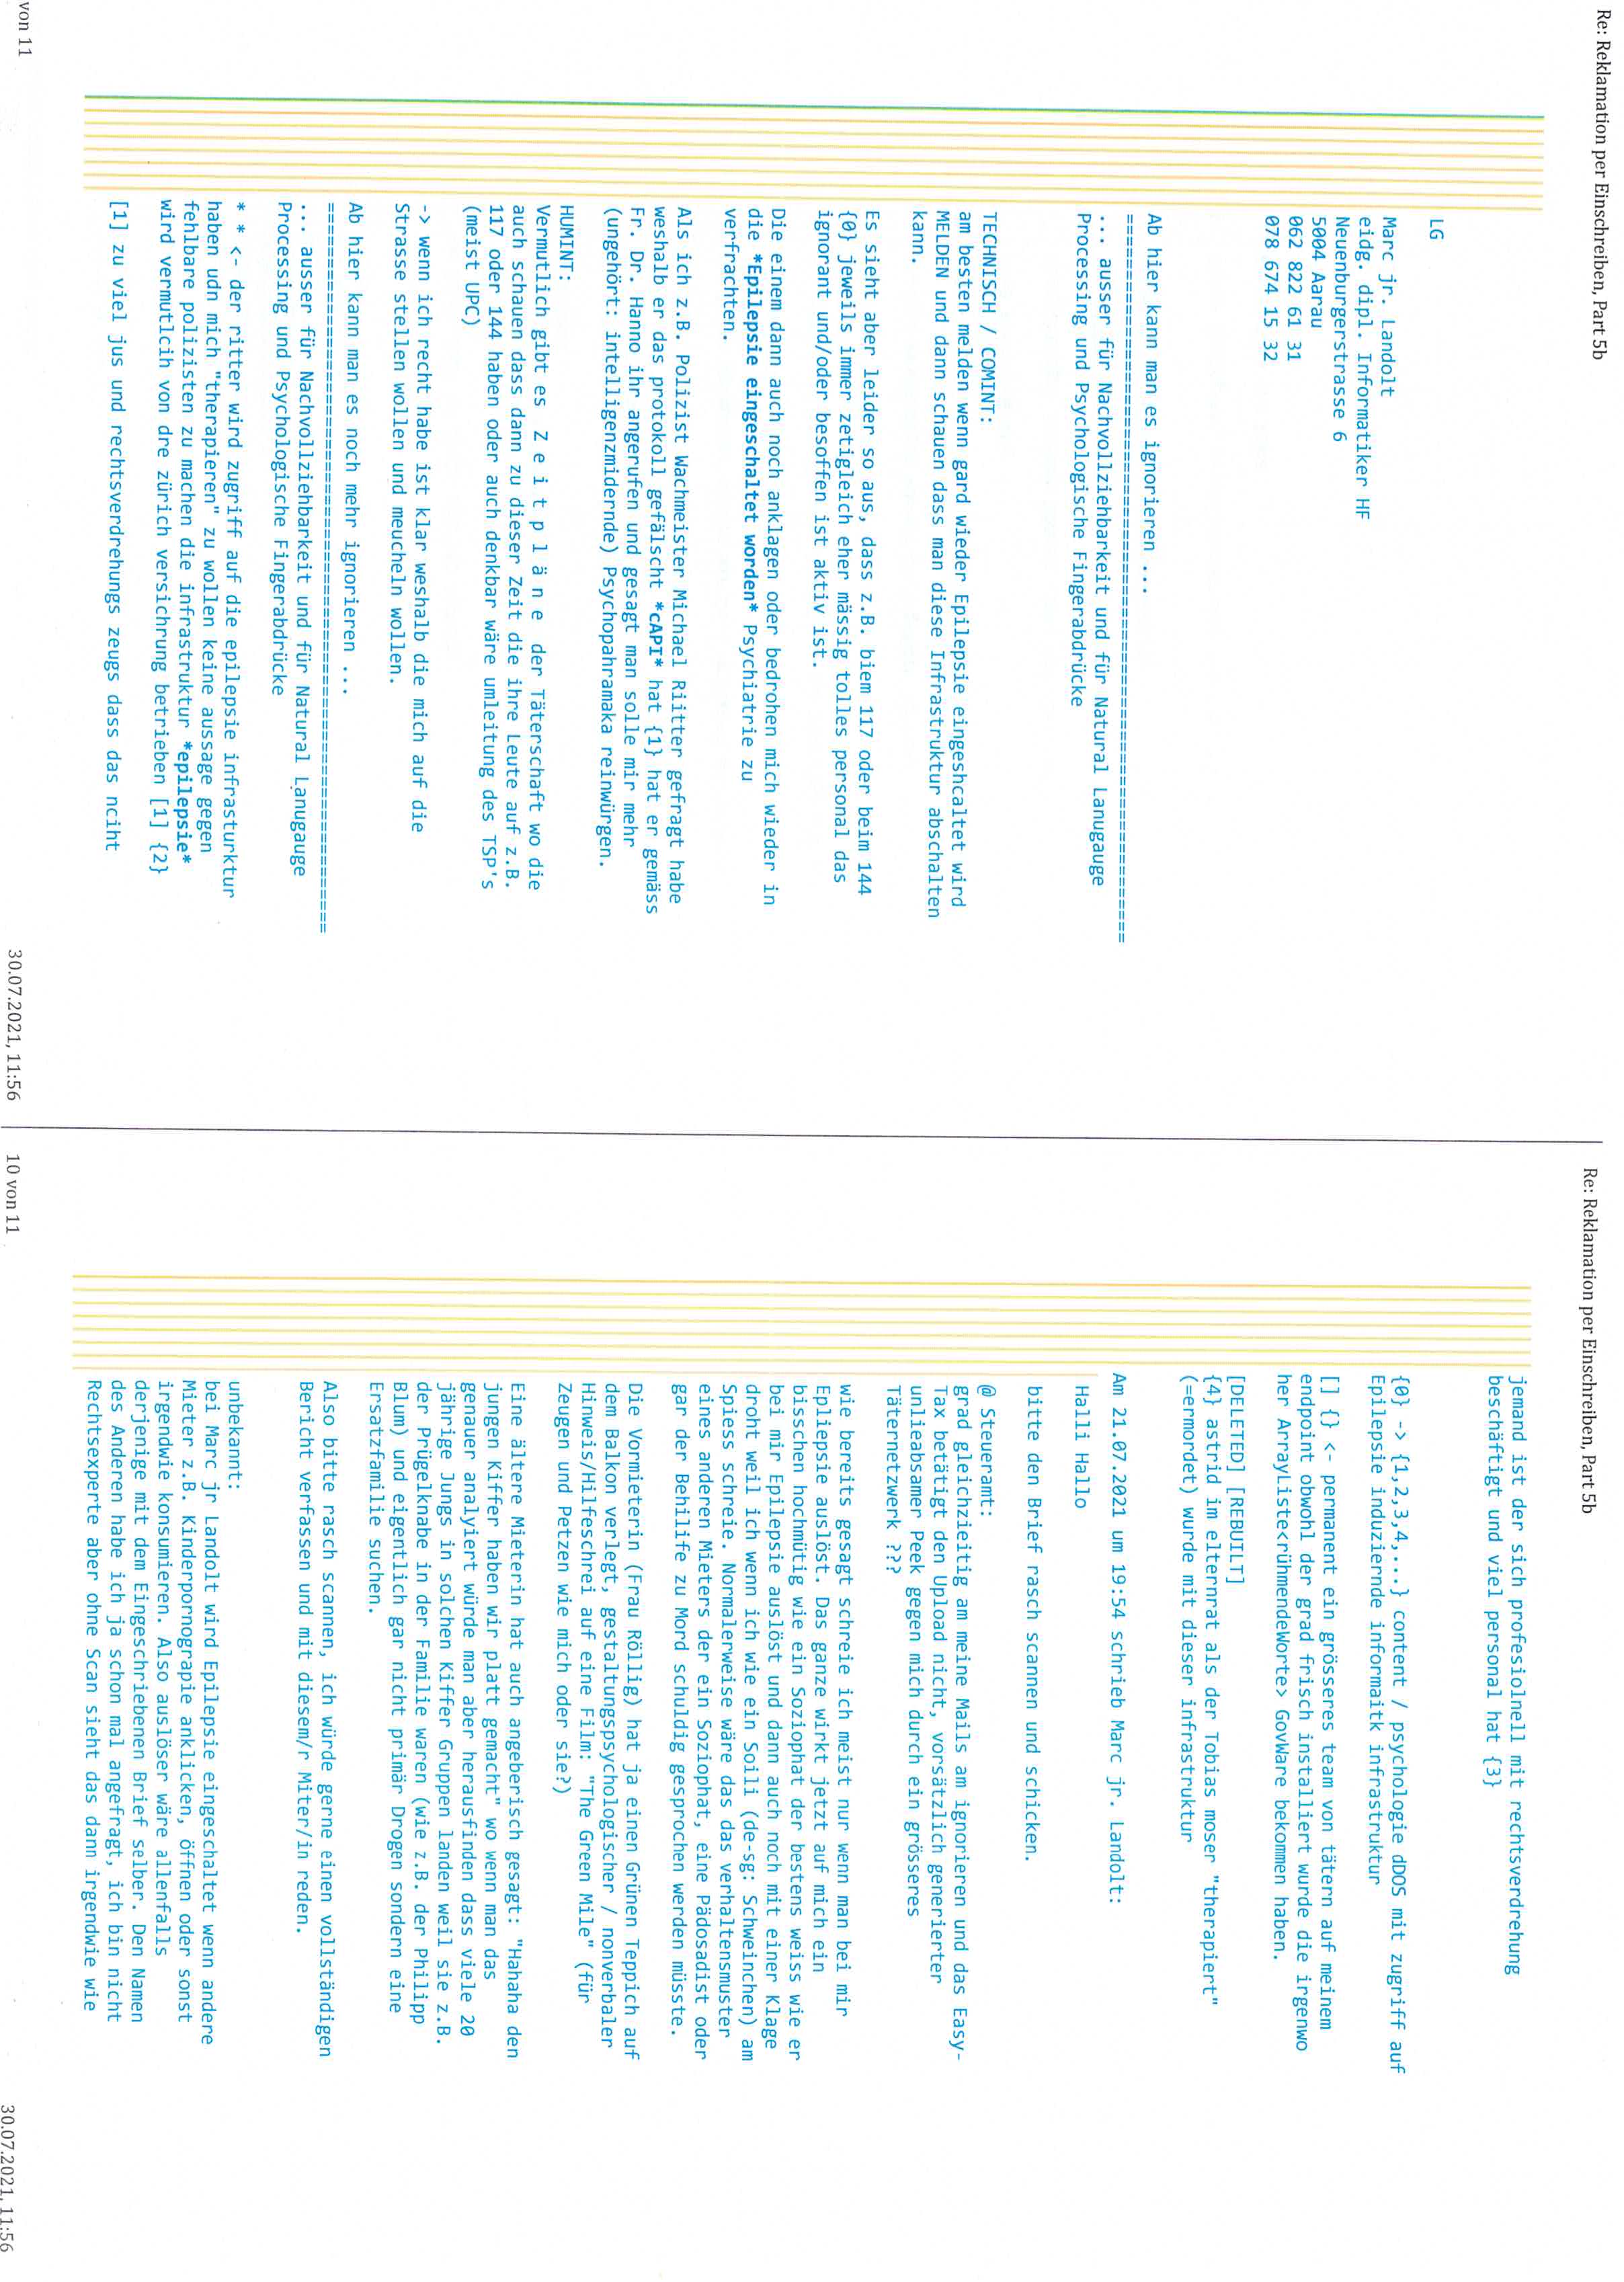 Re: Reklamation per Einschreiben, Part 5b
LG
Marc jr. Landolt
eidg. dipl. Informatiker HF
Neuenburgerstrasse 6
5004 Aarau
062 822 61 31
078 674 15 32
Ab hier kann man es ignorieren ...
==============================================================
... ausser für Nachvollziehbarkeit und für Natural Lanugauge
Processing und Psychologische Fingerabdrücke
TECHNISCH / COMINT:
am besten melden wenn gard wieder Epilepsie eingeshcaltet wird
MELDEN und dann schauen dass man diese Infrastruktur abschalten
kann.
Es sieht aber leider so aus, dass z.B. biem 117 oder beim 144
{0} jeweils immer zetigleich eher mässig tolles personal das
ignorant und/oder besoffen ist aktiv ist.
Die einem dann auch noch anklagen oder bedrohen mich wieder in
die *Epilepsie eingeschaltet worden* Psychiatrie zu
verfrachten.
Als ich z.B. Polizist Wachmeister Michael Riitter gefragt habe
weshalb er das protokoll gefälscht *cAPI* hat {1} hat er gemäss
Fr. Dr. Hanno ihr angerufen und gesagt man solle mir mehr
(ungehört: intelligenzmidernde) Psychopahramaka reinwürgen.
HUMINT:
Vermutlich gibt es  Z e i t p l ä n e  der Täterschaft wo die
auch schauen dass dann zu dieser Zeit die ihre Leute auf z.B.
117 oder 144 haben oder auch denkbar wäre umleitung des TSP's
(meist UPC)
-> wenn ich recht habe ist klar weshalb die mich auf die
Strasse stellen wollen und meucheln wollen.
Ab hier kann man es noch mehr ignorieren ...
==============================================================
... ausser für Nachvollziehbarkeit und für Natural Lanugauge
Processing und Psychologische Fingerabdrücke
* * <- der ritter wird zugriff auf die epilepsie infrasturktur
haben udn mich "therapieren" zu wollen keine aussage gegen
fehlbare polizisten zu machen die infrastruktur *epilepsie*
wird vermutlcih von dre zürich versichrung betrieben [1] {2}
[1] zu viel jus und rechtsverdrehungs zeugs dass das nciht
von 11
30.07.2021, 11:56
Re: Reklamation per Einschreiben, Part 5b
jemand ist der sich profesiolnell mit rechtsverdrehung
beschäftigt und viel personal hat {3}
{0} -> {1,2,3,4,...} content / psychologie dDOS mit zugriff auf
Epilepsie induziernde informaitk infrastruktur
[] {} <- permanent ein grösseres team von tätern auf meinem
endpoint obwohl der grad frisch installiert wurde die irgenwo
her ArrayListe<rühmendeWorte> GovWare bekommen haben.
[DELETED] [REBUILT]
{4} astrid im elternrat als der Tobias moser "therapiert"
(=ermordet) wurde mit dieser infrastruktur
Am 21.07.2021 um 19:54 schrieb Marc jr. Landolt:
Halli Hallo
bitte den Brief rasch scannen und schicken.
@ Steueramt:
grad gleichzieitig am meine Mails am ignorieren und das Easy-
Tax betätigt den Upload nicht, vorsätzlich generierter
unlieabsamer Peek gegen mich durch ein grösseres
Täternetzwerk ???
wie bereits gesagt schreie ich meist nur wenn man bei mir
Epliepsie auslöst. Das ganze wirkt jetzt auf mich ein
bisschen hochmütig wie ein Soziophat der bestens weiss wie er
bei mir Epilepsie auslöst und dann auch noch mit einer Klage
droht weil ich wenn ich wie ein Soili (de-sg: Schweinchen) am
Spiess schreie. Normalerweise wäre das das verhaltensmuster
eines anderen Mieters der ein Soziophat, eine Pädosadist oder
gar der Behilife zu Mord schuldig gesprochen werden müsste.
Die Vormieterin (Frau Röllig) hat ja einen Grünen Teppich auf
dem Balkon verlegt, gestaltungspsychologischer / nonverbaler
Hinweis/Hilfeschrei auf eine Film: "The Green Mile" (für
Zeugen und Petzen wie mich oder sie?)
Eine ältere Mieterin hat auch angeberisch gesagt: "Hahaha den
jungen Kiffer haben wir platt gemacht" wo wenn man das
genauer analyiert würde man aber herausfinden dass viele 20
jährige Jungs in solchen Kiffer Gruppen landen weil sie z.B.
der Prügelknabe in der Familie waren (wie z.B. der Philipp
Blum) und eigentlich gar nicht primär Drogen sondern eine
Ersatzfamilie suchen.
Also bitte rasch scannen, ich würde gerne einen vollständigen
Bericht verfassen und mit diesem/r Miter/in reden.
unbekannt:
bei Marc jr Landolt wird Epilepsie eingeschaltet wenn andere
Mieter z.B. Kinderpornograpie anklicken, öffnen oder sonst
irgendwie konsumieren. Also auslöser wäre allenfalls
derjenige mit dem Eingeschriebenen Brief selber. Den Namen
des Anderen habe ich ja schon mal angefragt, ich bin nicht
Rechtsexperte aber ohne Scan sieht das dann irgendwie wie
10 von 11
30.07.2021, 11:56